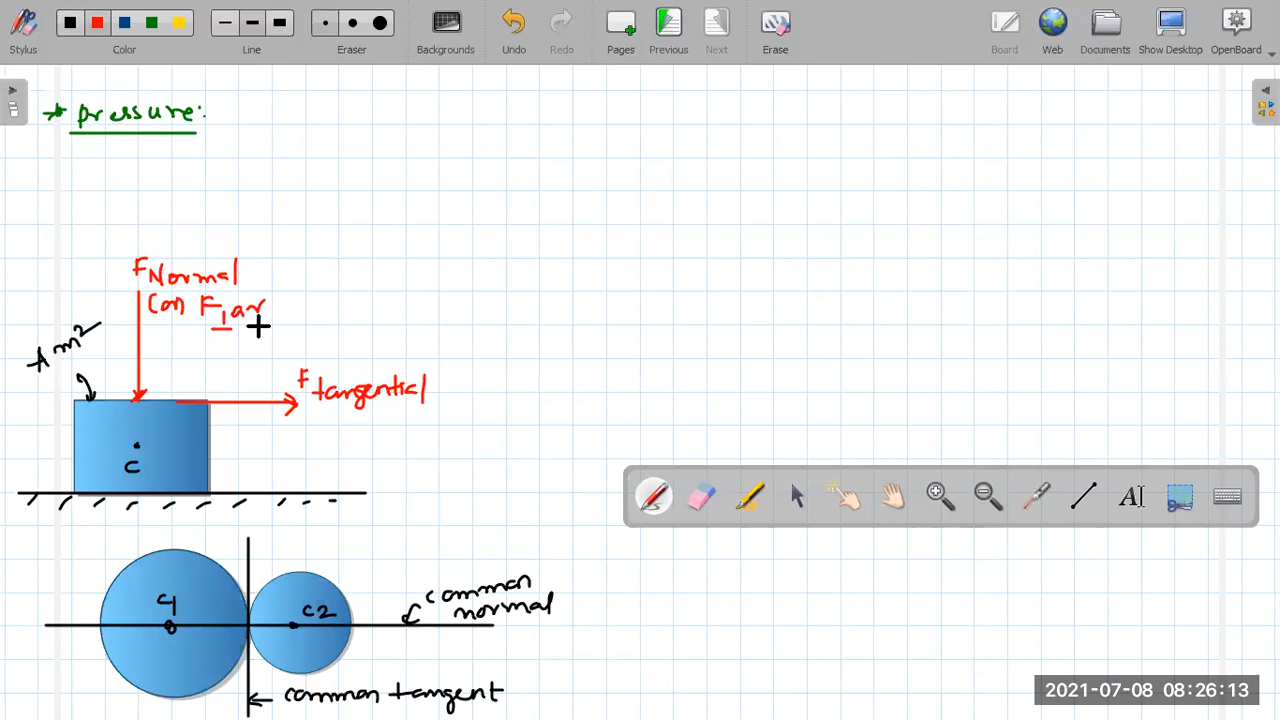 Stylus
Color
Line
Eraser
Backgrounds
Undo
Redo
Pages
Previous
Next
Erase
Board
Web
Documents
Show Desktop
OpenBoard
* pressure:
F Normal
(or) F⊥ar
A m²
F tangential
C
C1
C2
common
normal
common tangent
2021-07-08 08:26:13